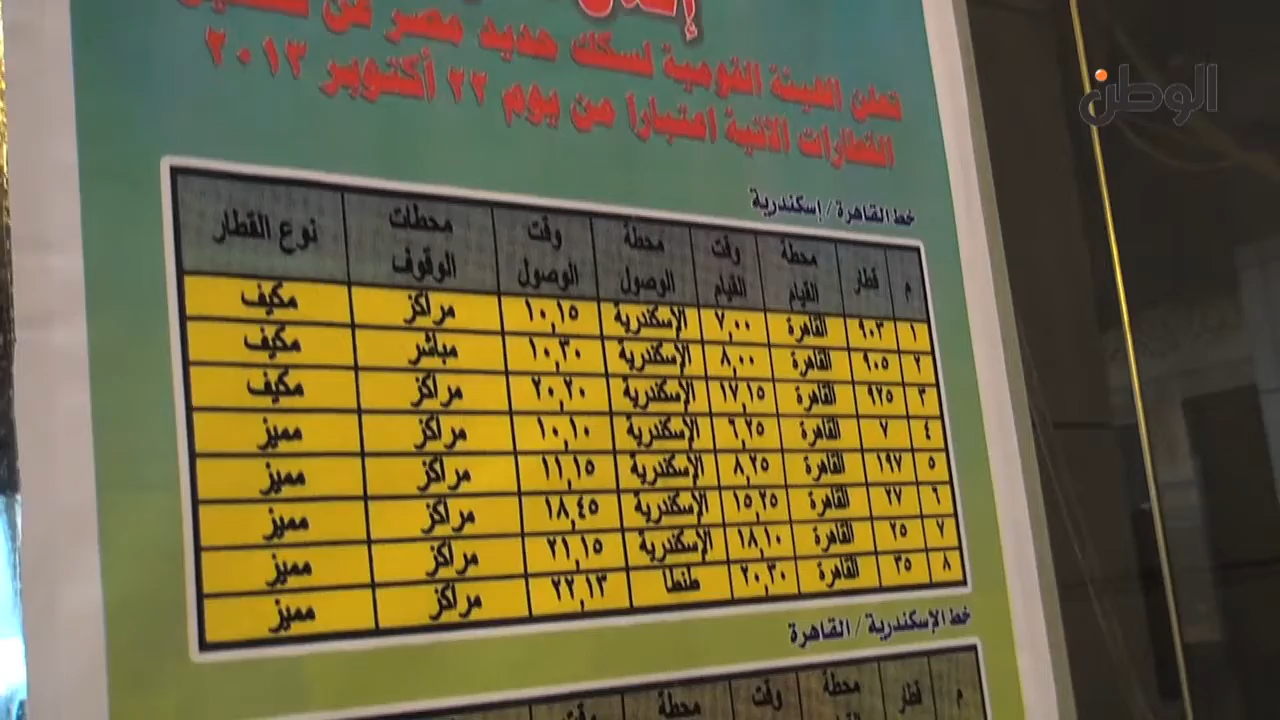 إعلان
تعلن الهيئة القومية لسكك حديد مصر عن تشغيل
القطارات الاتية اعتباراً من يوم ٢٢ أكتوبر ٢٠١٣
الوطن
خط القاهرة / إسكندرية
م قطار محطة القيام وقت القيام محطة الوصول وقت الوصول محطات الوقوف نوع القطار
١ ٩٠٣ القاهرة ٧,٠٠ الإسكندرية ١٠,١٥ مراكز مكيف
٢ ٩٠٥ القاهرة ٨,٠٠ الإسكندرية ١٠,٣٠ مباشر مكيف
٣ ٩٢٥ القاهرة ١٧,١٥ الإسكندرية ٢٠,٢٠ مراكز مكيف
٤ ٧ القاهرة ٦,٢٥ الإسكندرية ١٠,١٠ مراكز مميز
٥ ١٩٧ القاهرة ٨,٢٥ الإسكندرية ١١,١٥ مراكز مميز
٦ ٢٧ القاهرة ١٥,٢٥ الإسكندرية ١٨,٤٥ مراكز مميز
٧ ٢٥ القاهرة ١٨,١٠ الإسكندرية ٢١,١٥ مراكز مميز
٨ ٣٥ القاهرة ٢٠,٣٠ طنطا ٢٢,١٣ مراكز مميز
خط الإسكندرية / القاهرة
م قطار محطة وقت محطة وقت